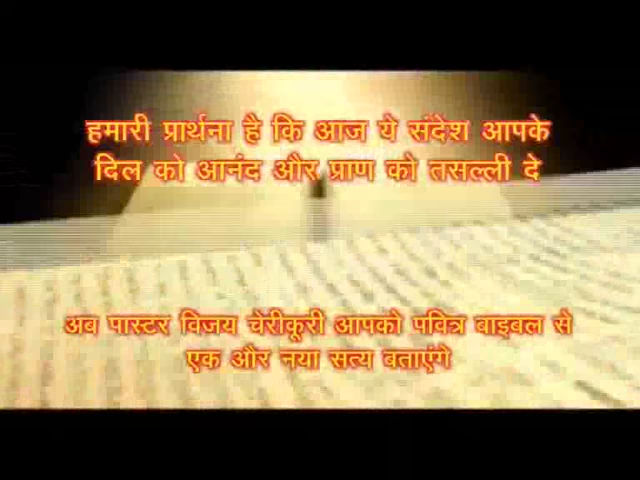 हमारी प्रार्थना है कि आज ये संदेश आपके
दिल को आनंद और प्राण को तसल्ली दे
अब पास्टर विजय चेरीकूरी आपको पवित्र बाइबल से
एक और नया सत्य बताएंगे